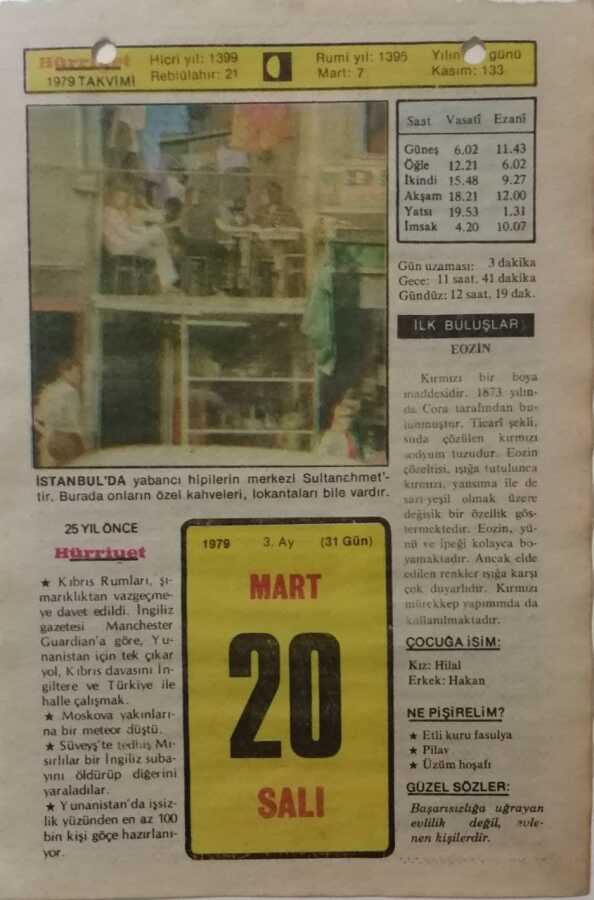 Hürriyet
1979 TAKVİMİ
Hicri yıl: 1399
Rebiülahır: 21
Rumi yıl: 1395
Mart: 7
Yılın günü
Kasım: 133
Saat Vasatî Ezanî
Güneş 6.02 11.43
Öğle 12.21 6.02
İkindi 15.48 9.27
Akşam 18.21 12.00
Yatsı 19.53 1.31
İmsak 4.20 10.07
Gün uzaması: 3 dakika
Gece: 11 saat, 41 dakika
Gündüz: 12 saat, 19 dak.
İSTANBUL'DA yabancı hipilerin merkezi Sultanahmet'-
tir. Burada onların özel kahveleri, lokantaları bile vardır.
25 YIL ÖNCE
Hürriyet
★ Kıbrıs Rumları, şı-
marıklıktan vazgeçme-
ye davet edildi. İngiliz
gazetesi Manchester
Guardian'a göre, Yu-
nanistan için tek çıkar
yol, Kıbrıs davasını İn-
giltere ve Türkiye ile
halle çalışmak.
★ Moskova yakınları-
na bir meteor düştü.
★ Süveyş'te tedhiş Mı-
sırlılar bir İngiliz suba-
yını öldürüp diğerini
yaraladılar.
★ Yunanistan'da işsiz-
lik yüzünden en az 100
bin kişi göçe hazırlanı-
yor.
1979 3. Ay (31 Gün)
MART
20
SALI
İLK BULUŞLAR
EOZİN
Kırmızı bir boya
maddesidir. 1873 yılın-
da Cora tarafından bu-
lunmuştur. Ticari şekli,
suda çözülen kırmızı
sodyum tuzudur. Eozin
çözeltisi, ışığa tutulunca
kırmızı, yansıma ile de
sarı-yeşil olmak üzere
değişik bir özellik gös-
termektedir. Eozin, yü-
nü ve ipeği kolayca bo-
yamaktadır. Ancak elde
edilen renkler ışığa karşı
çok duyarlıdır. Kırmızı
mürekkep yapımında da
kullanılmaktadır.
ÇOCUĞA İSİM:
Kız: Hilal
Erkek: Hakan
NE PİŞİRELİM?
★ Etli kuru fasulya
★ Pilav
★ Üzüm hoşafı
GÜZEL SÖZLER:
Başarısızlığa uğrayan
evlilik değil, evle-
nen kişilerdir.